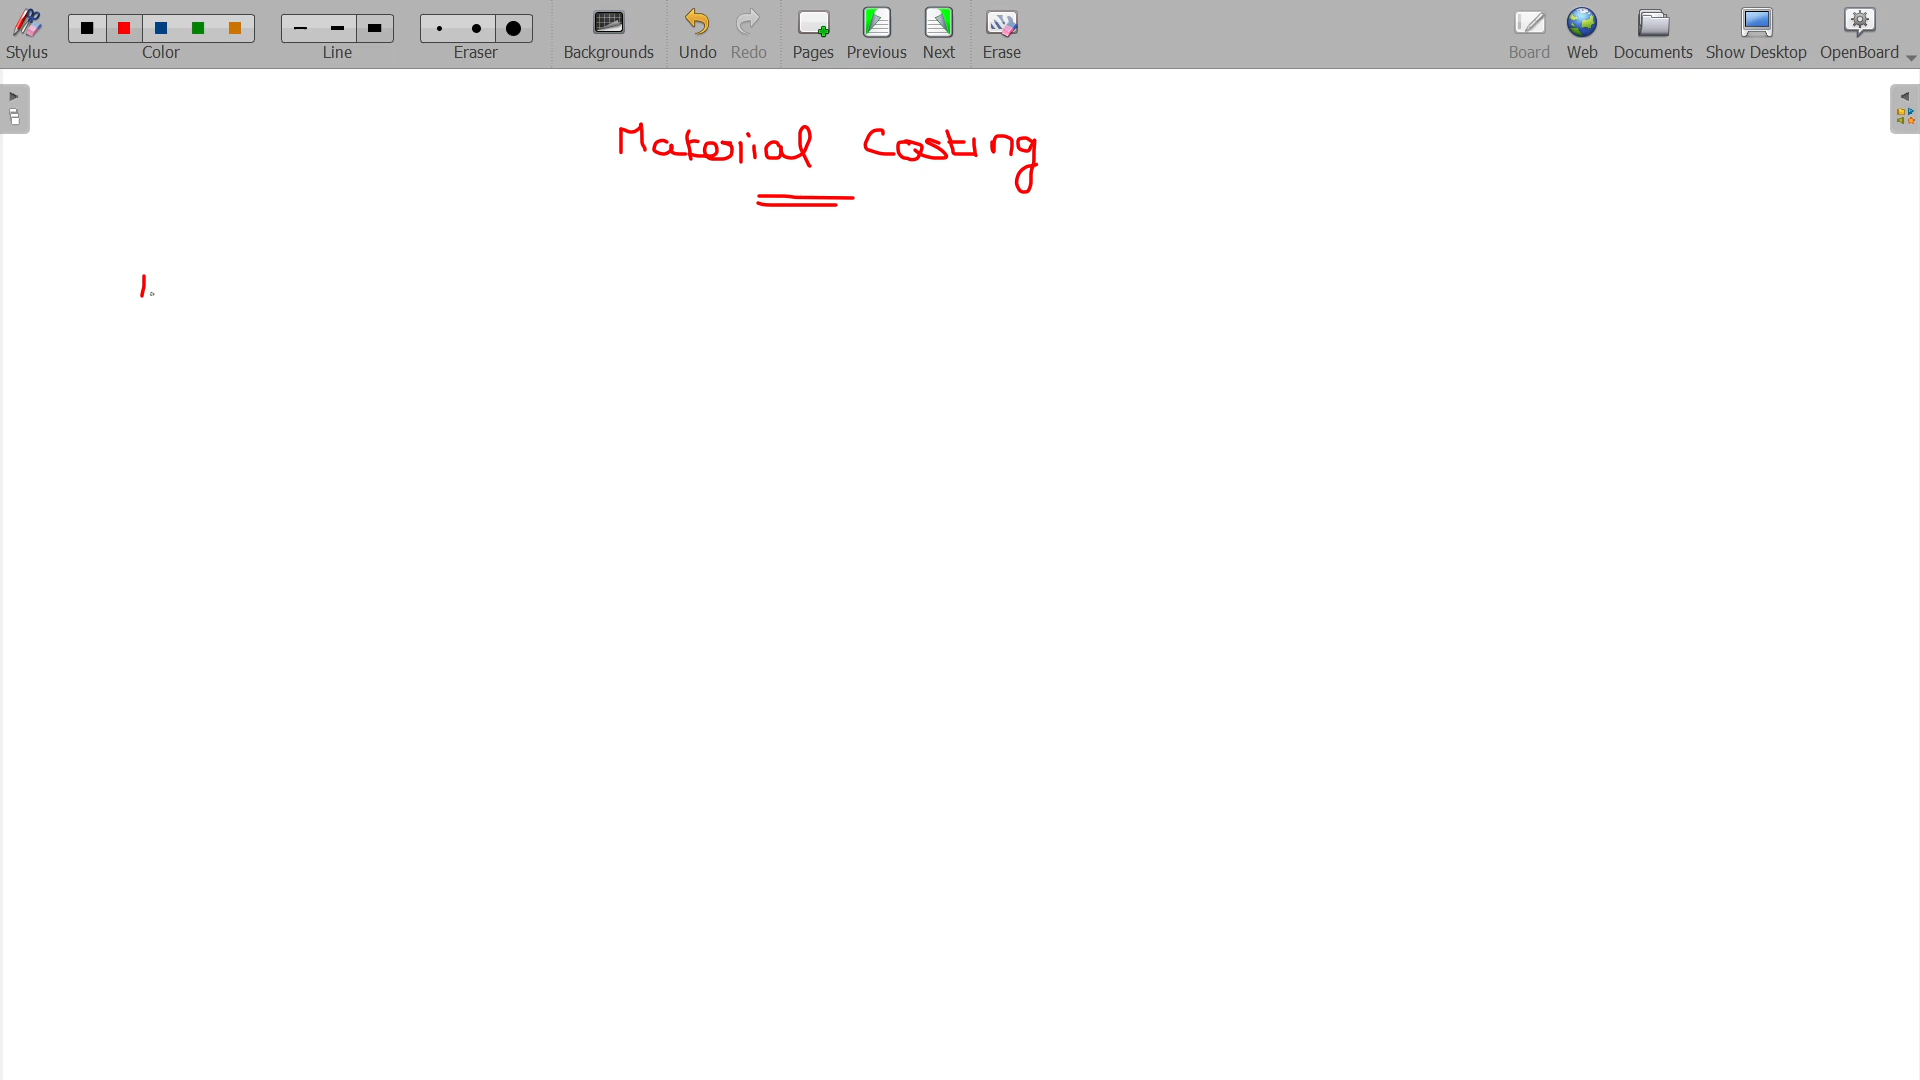 Stylus Color Line Eraser Backgrounds Undo Redo Pages Previous Next Erase Board Web Documents Show Desktop OpenBoard
Material Costing
1.